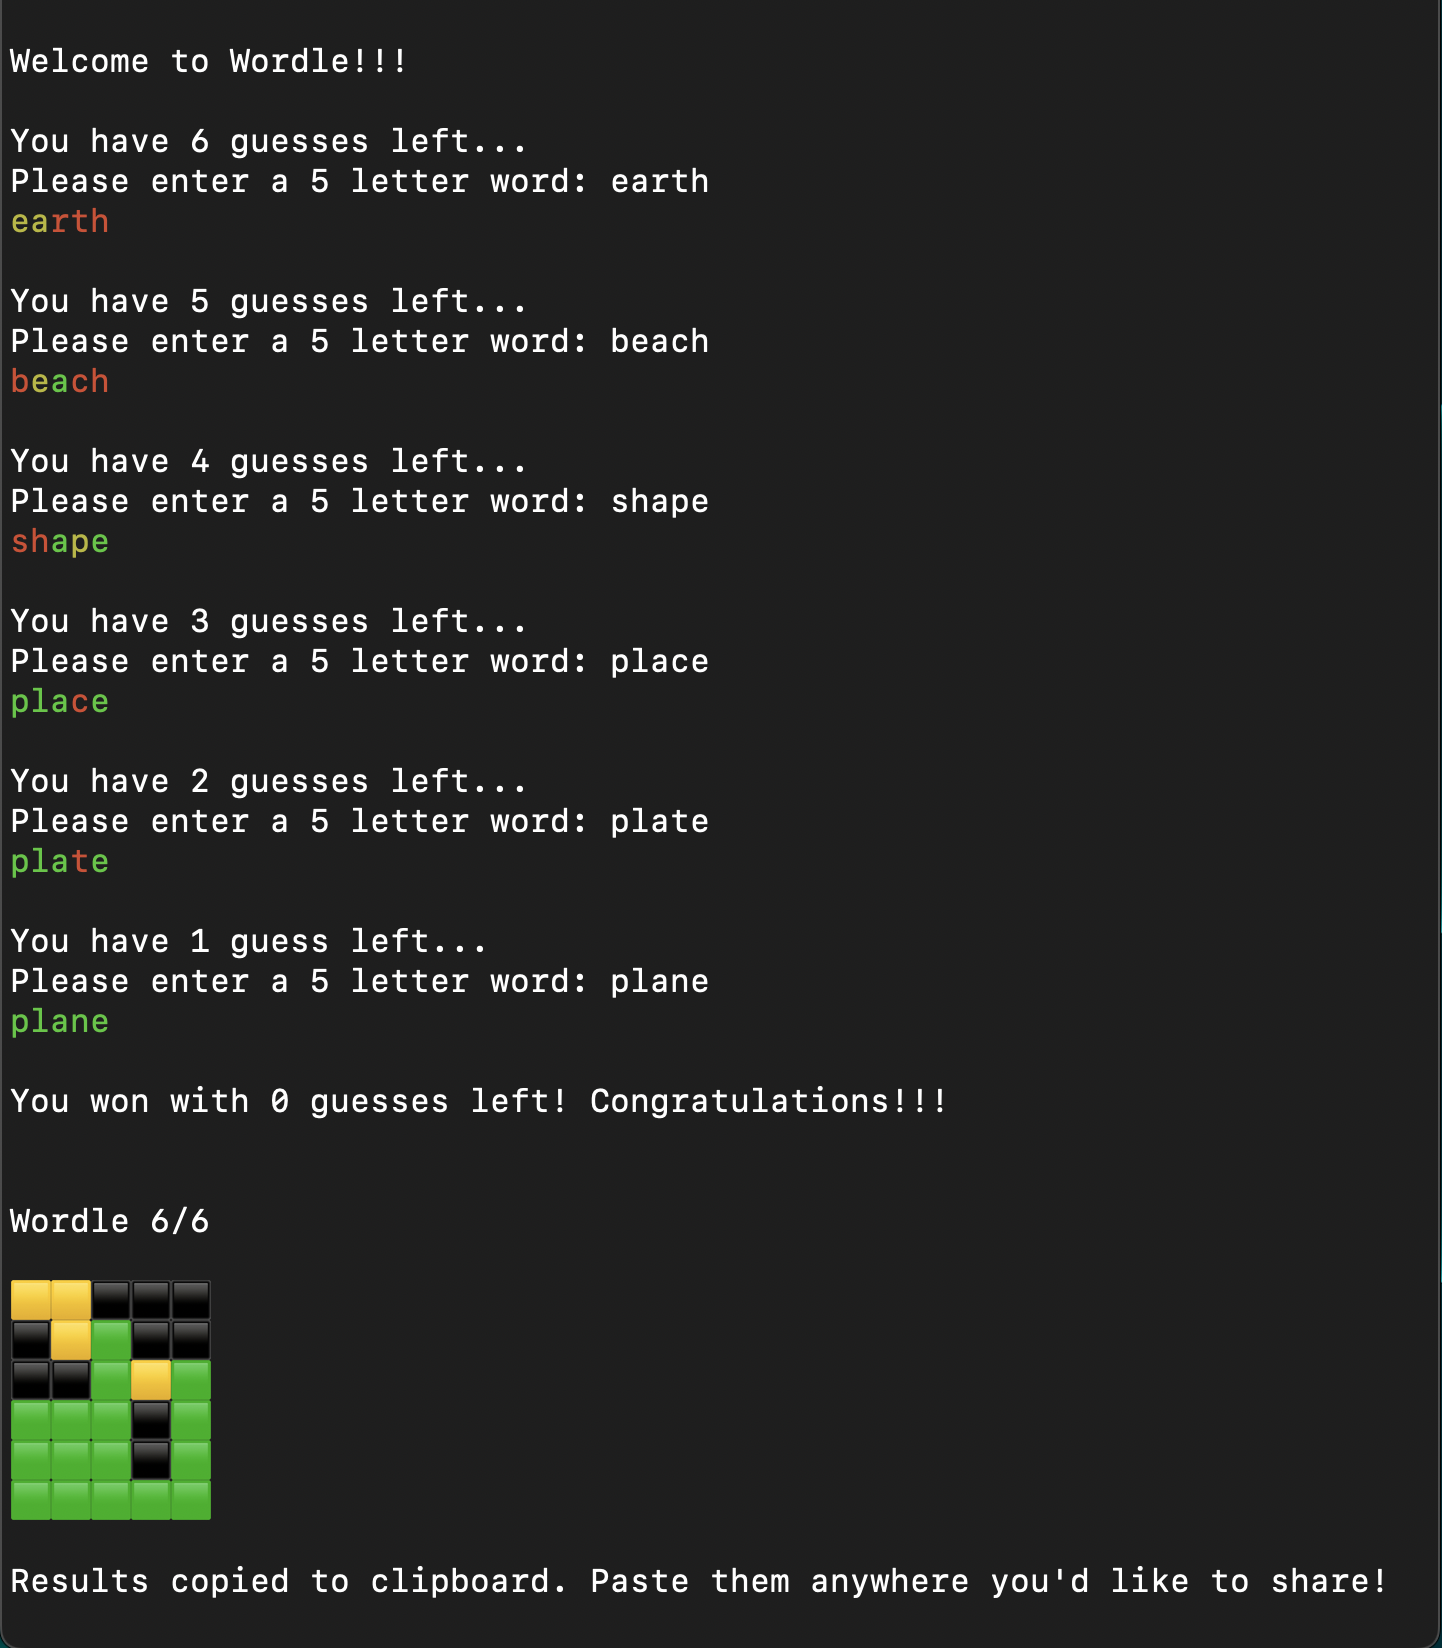 Welcome to Wordle!!!
You have 6 guesses left...
Please enter a 5 letter word: earth
earth
You have 5 guesses left...
Please enter a 5 letter word: beach
beach
You have 4 guesses left...
Please enter a 5 letter word: shape
shape
You have 3 guesses left...
Please enter a 5 letter word: place
place
You have 2 guesses left...
Please enter a 5 letter word: plate
plate
You have 1 guess left...
Please enter a 5 letter word: plane
plane
You won with 0 guesses left! Congratulations!!!
Wordle 6/6
Results copied to clipboard. Paste them anywhere you'd like to share!